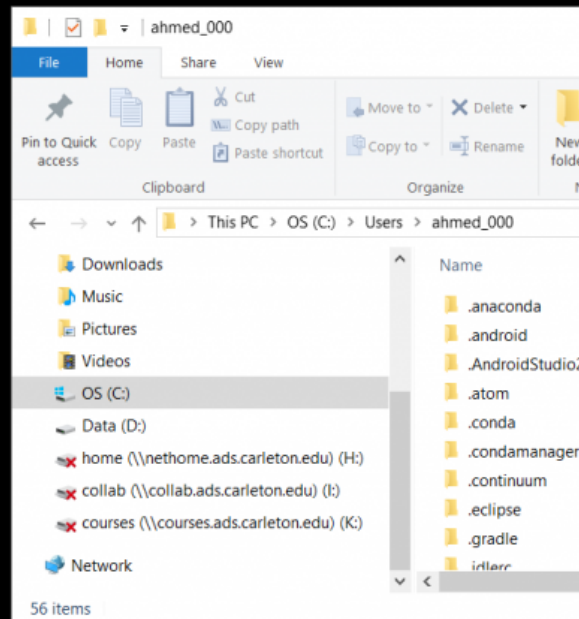 ahmed_000
File Home Share View
Pin to Quick access
Copy
Paste
Cut
Copy path
Paste shortcut
Move to
Copy to
Delete
Rename
Clipboard
Organize
This PC > OS (C:) > Users > ahmed_000
Downloads
Music
Pictures
Videos
OS (C:)
Data (D:)
home (\\nethome.ads.carleton.edu) (H:)
collab (\\collab.ads.carleton.edu) (I:)
courses (\\courses.ads.carleton.edu) (K:)
Network
Name
.anaconda
.android
.AndroidStudio2
.atom
.conda
.condamanager
.continuum
.eclipse
.gradle
.idlerc
56 items